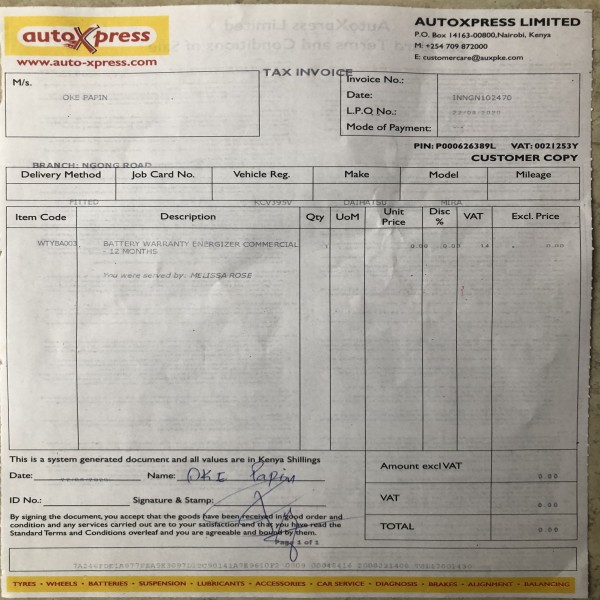 autoXpress
www.auto-xpress.com
AUTOXPRESS LIMITED
P.O. Box 14163-00800,Nairobi, Kenya
M: +254 709 872000
E: customercare@auxpke.com
TAX INVOICE
M/s.
OKE PAPIN
Invoice No.:
Date: INNGN102470
L.P.O. No.:
Mode of Payment: ---
PIN: P000626389L VAT: 0021253Y
CUSTOMER COPY
BRANCH: NGONG ROAD
Delivery Method Job Card No. Vehicle Reg. Make Model Mileage
FITTED KCV395V DAIHATSU MIRA
Item Code Description Qty UoM Unit Price Disc % VAT Excl. Price
WTYBA003 BATTERY WARRANTY ENERGIZER COMMERCIAL 1 0.00 0.00 14 0.00
- 12 MONTHS
You were served by: MELISSA ROSE
This is a system generated document and all values are in Kenya Shillings
Date: Name: OKE Papin
ID No.: Signature & Stamp:
By signing the document, you accept that the goods have been received in good order and
condition and any services carried out are to your satisfaction and that you have read the
Standard Terms and Conditions overleaf and you are agreeable and bound by them.
Page 1 of 1
Amount excl VAT 0.00
VAT 0.00
TOTAL 0.00
TYRES • WHEELS • BATTERIES • SUSPENSION • LUBRICANTS • ACCESSORIES • CAR SERVICE • DIAGNOSIS • BRAKES • ALIGNMENT • BALANCING